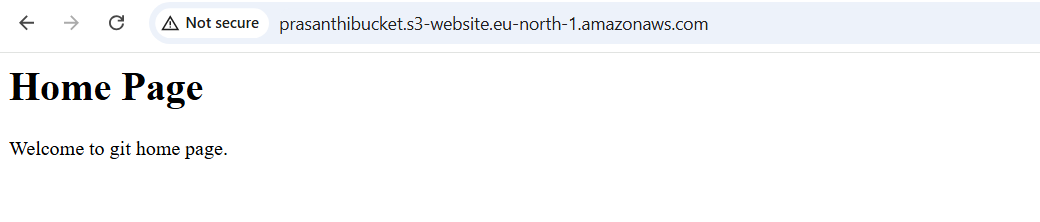 Not secure prasanthibucket.s3-website.eu-north-1.amazonaws.com
Home Page
Welcome to git home page.